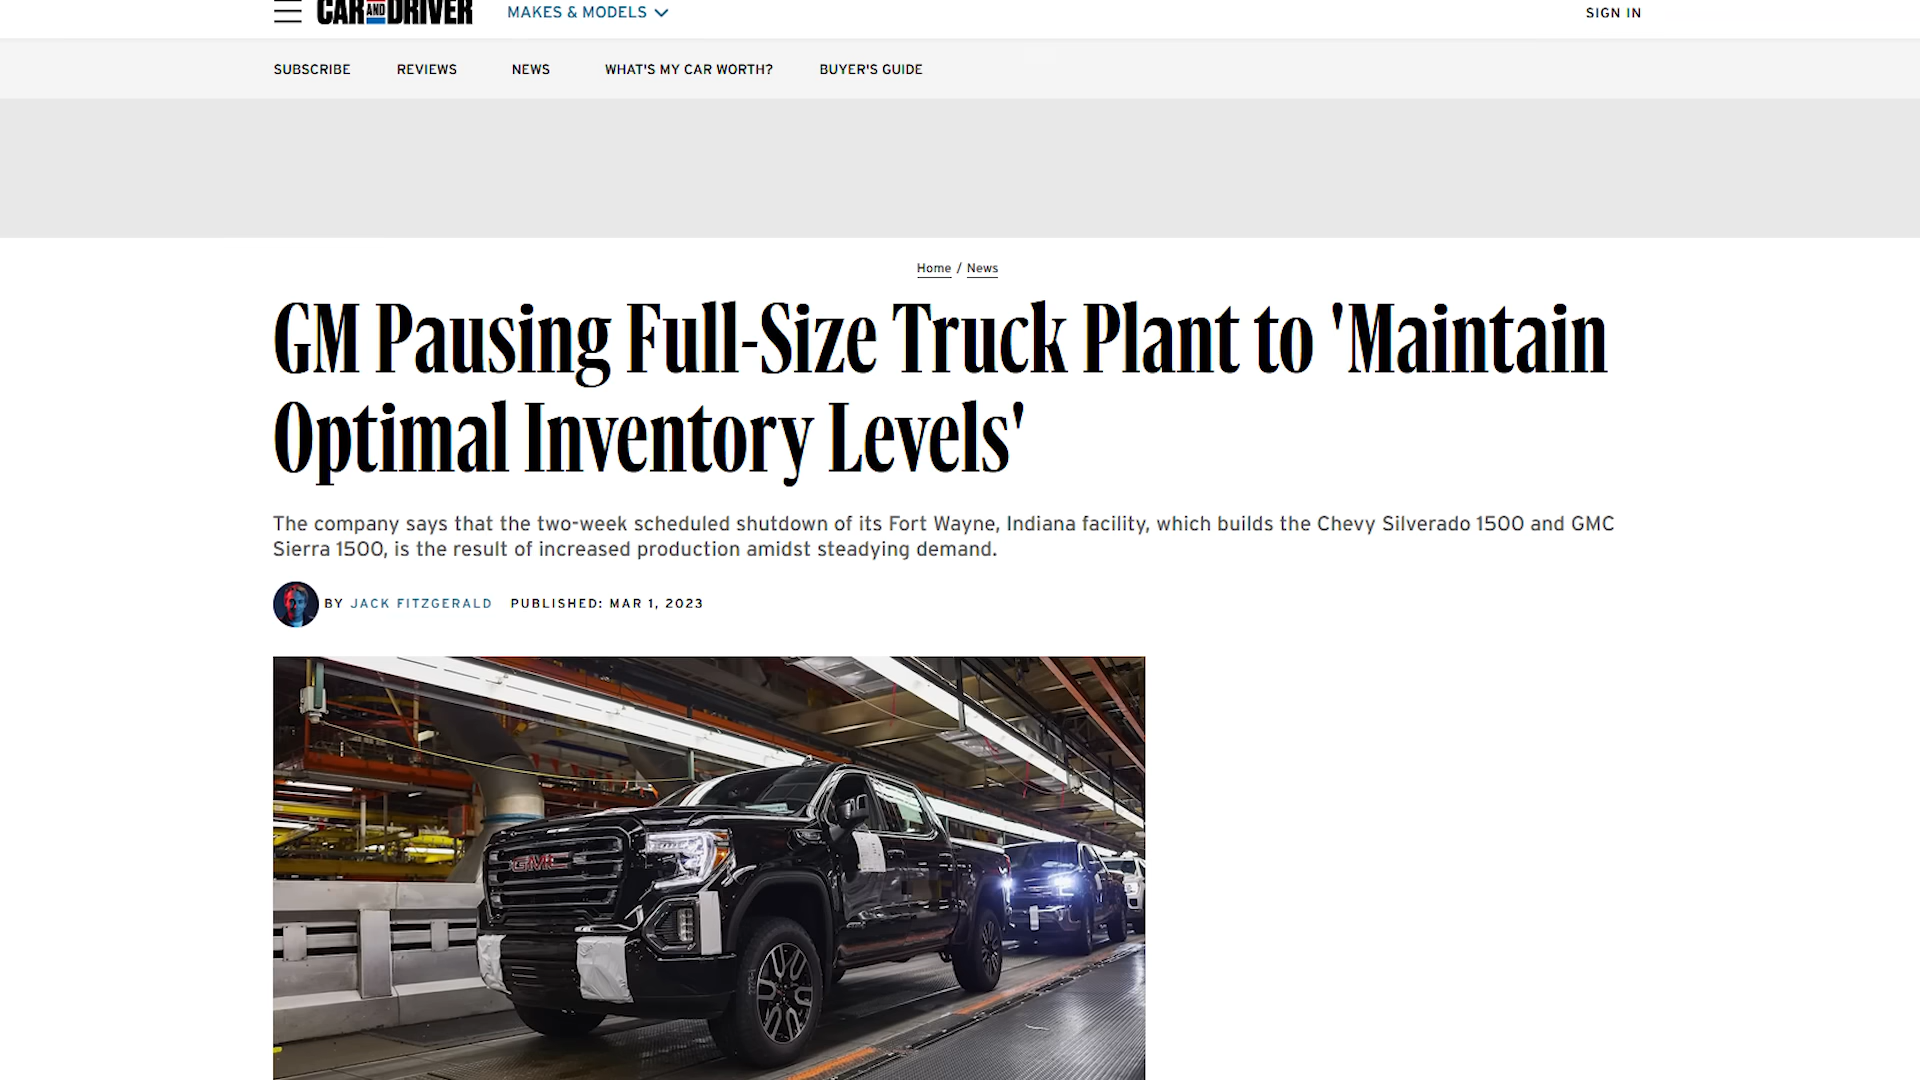 CAR AND DRIVER MAKES & MODELS SIGN IN
SUBSCRIBE REVIEWS NEWS WHAT'S MY CAR WORTH? BUYER'S GUIDE
Home / News
GM Pausing Full-Size Truck Plant to 'Maintain
Optimal Inventory Levels'
The company says that the two-week scheduled shutdown of its Fort Wayne, Indiana facility, which builds the Chevy Silverado 1500 and GMC
Sierra 1500, is the result of increased production amidst steadying demand.
BY JACK FITZGERALD PUBLISHED: MAR 1, 2023
GMC